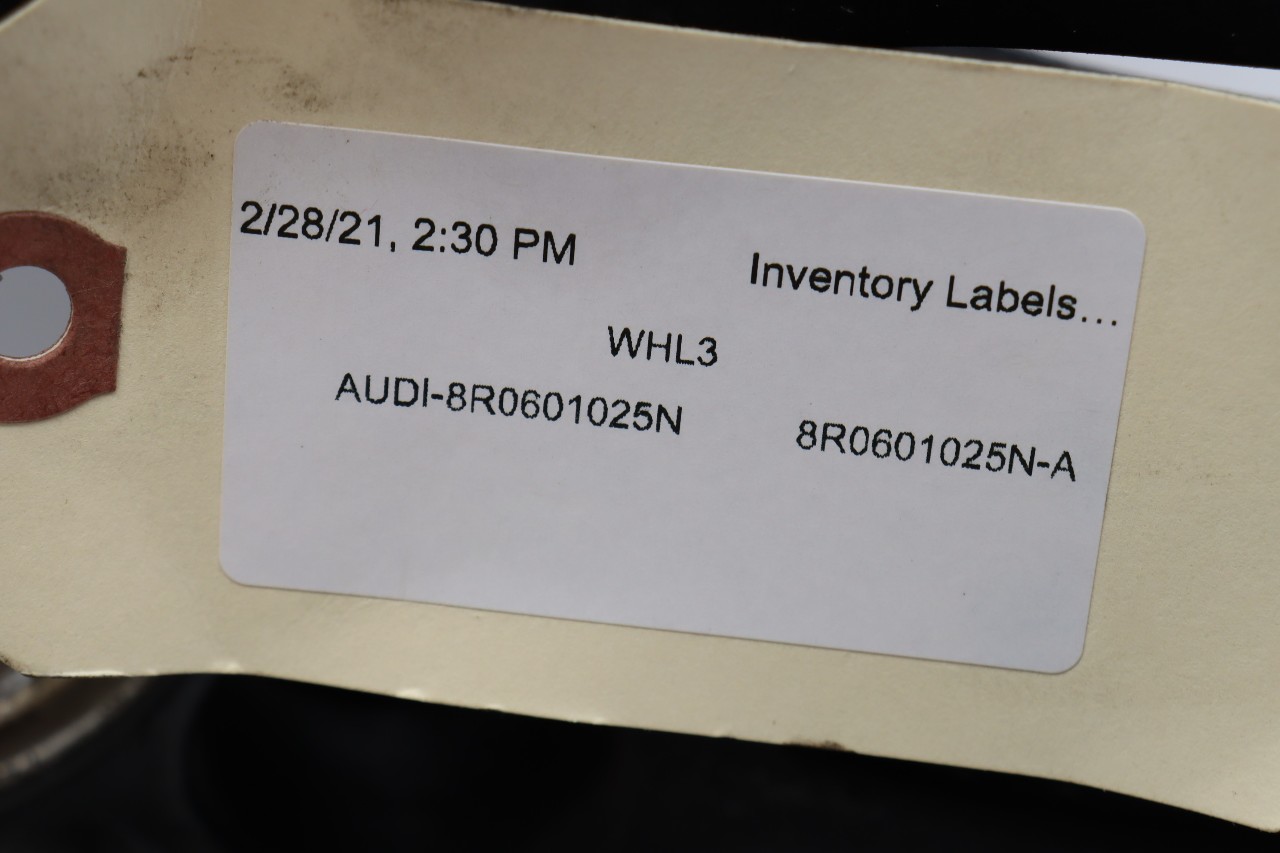 2/28/21, 2:30 PM
Inventory Labels...
WHL3
AUDI-8R0601025N
8R0601025N-A